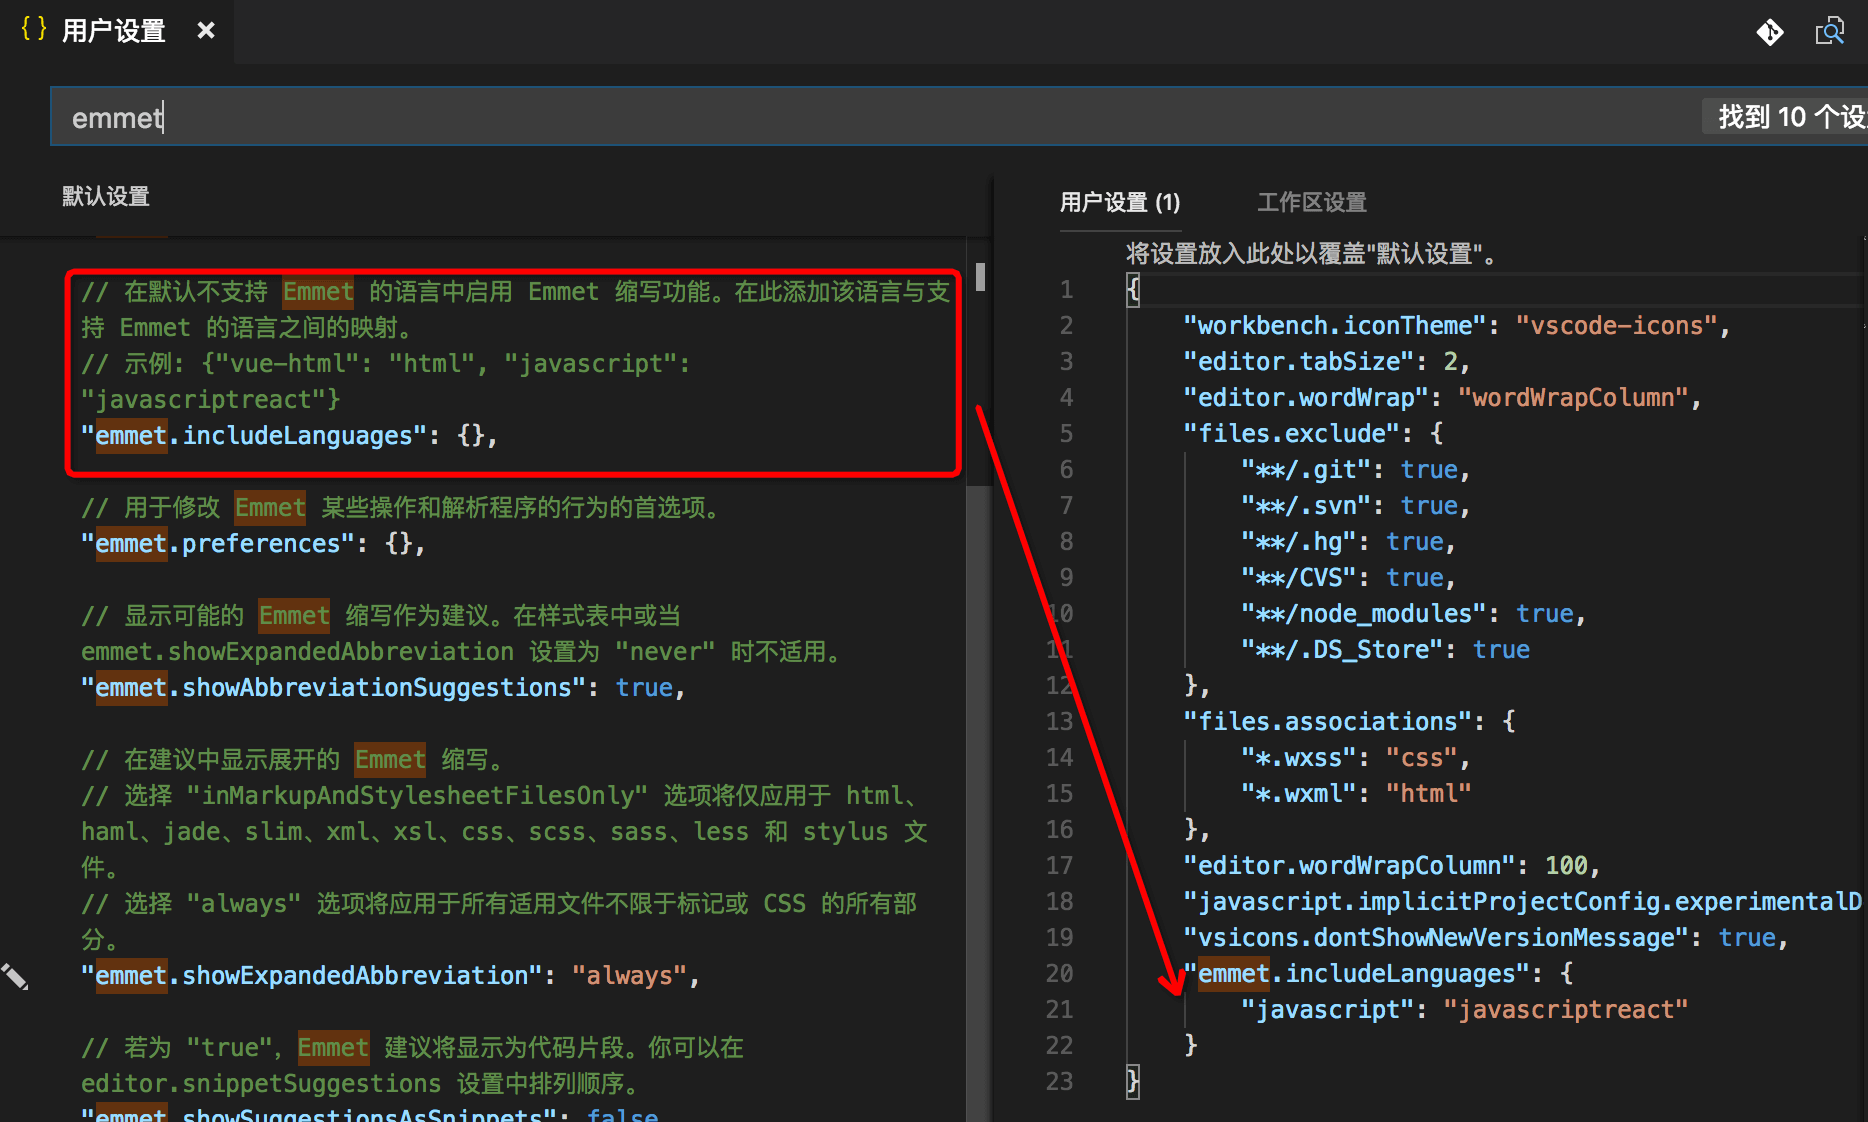 { } 用户设置 ×
emmet
找到 10 个设
默认设置
// 在默认不支持 Emmet 的语言中启用 Emmet 缩写功能。在此添加该语言与支
持 Emmet 的语言之间的映射。
// 示例: {"vue-html": "html", "javascript":
"javascriptreact"}
"emmet.includeLanguages": {},
// 用于修改 Emmet 某些操作和解析程序的行为的首选项。
"emmet.preferences": {},
// 显示可能的 Emmet 缩写作为建议。在样式表中或当
emmet.showExpandedAbbreviation 设置为 "never" 时不适用。
"emmet.showAbbreviationSuggestions": true,
// 在建议中显示展开的 Emmet 缩写。
// 选择 "inMarkupAndStylesheetFilesOnly" 选项将仅应用于 html、
haml、jade、slim、xml、xsl、css、scss、sass、less 和 stylus 文
件。
// 选择 "always" 选项将应用于所有适用文件不限于标记或 CSS 的所有部
分。
"emmet.showExpandedAbbreviation": "always",
// 若为 "true", Emmet 建议将显示为代码片段。你可以在
editor.snippetSuggestions 设置中排列顺序。
"emmet.showSuggestionsAsSnippets": false
用户设置 (1) 工作区设置
将设置放入此处以覆盖"默认设置"。
1 {
2 "workbench.iconTheme": "vscode-icons",
3 "editor.tabSize": 2,
4 "editor.wordWrap": "wordWrapColumn",
5 "files.exclude": {
6 "**/.git": true,
7 "**/.svn": true,
8 "**/.hg": true,
9 "**/CVS": true,
10 "**/node_modules": true,
11 "**/.DS_Store": true
12 },
13 "files.associations": {
14 "*.wxss": "css",
15 "*.wxml": "html"
16 },
17 "editor.wordWrapColumn": 100,
18 "javascript.implicitProjectConfig.experimentalD
19 "vsicons.dontShowNewVersionMessage": true,
20 "emmet.includeLanguages": {
21 "javascript": "javascriptreact"
22 }
23 }